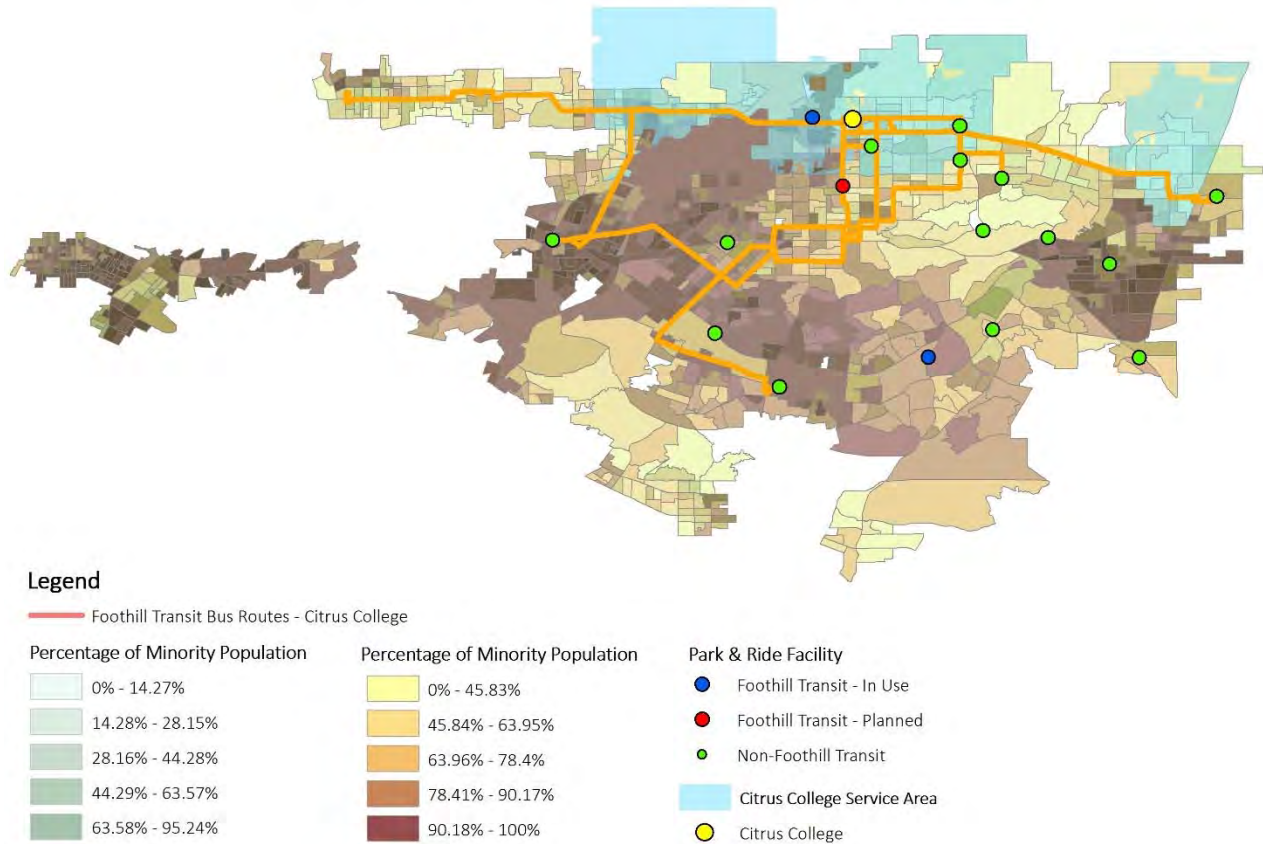 Legend
Foothill Transit Bus Routes - Citrus College
Percentage of Minority Population
0% - 14.27%
14.28% - 28.15%
28.16% - 44.28%
44.29% - 63.57%
63.58% - 95.24%
Percentage of Minority Population
0% - 45.83%
45.84% - 63.95%
63.96% - 78.4%
78.41% - 90.17%
90.18% - 100%
Park & Ride Facility
Foothill Transit - In Use
Foothill Transit - Planned
Non-Foothill Transit
Citrus College Service Area
Citrus College